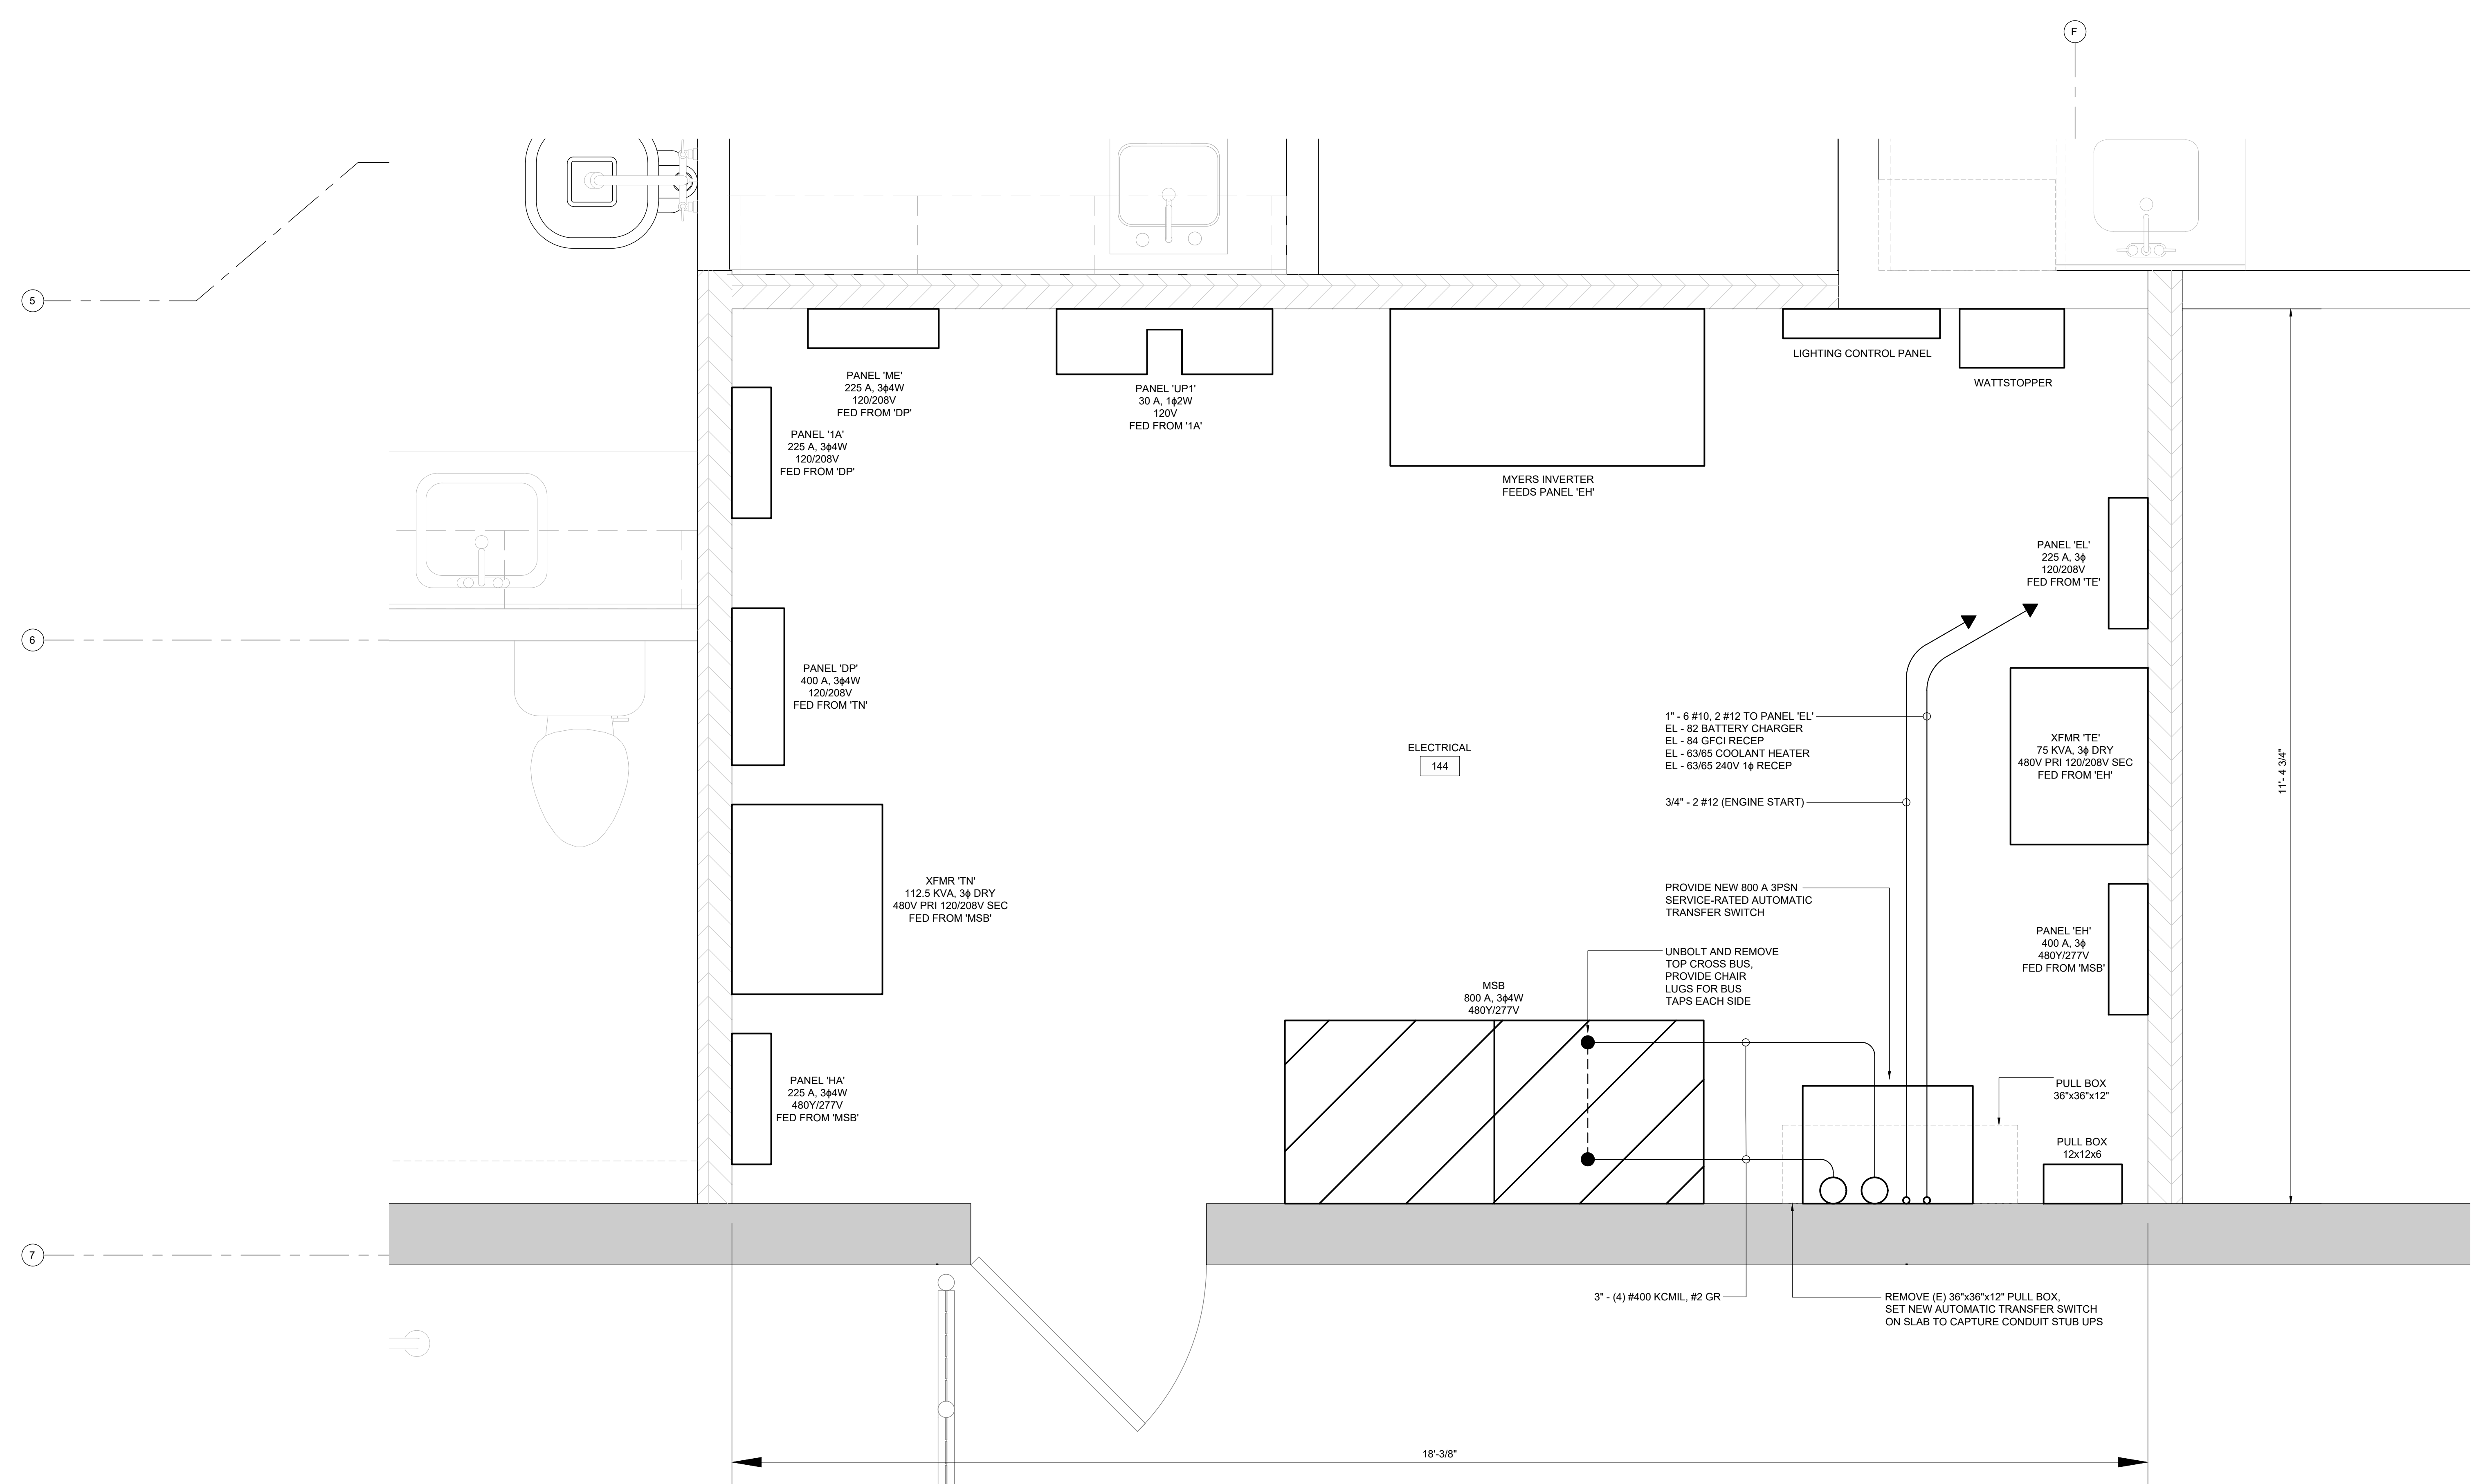 F
5
6
7
PANEL 'ME'
225 A, 3ϕ4W
120/208V
FED FROM 'DP'
PANEL '1A'
225 A, 3ϕ4W
120/208V
FED FROM 'DP'
PANEL 'UP1'
30 A, 1ϕ2W
120V
FED FROM '1A'
MYERS INVERTER
FEEDS PANEL 'EH'
LIGHTING CONTROL PANEL
WATTSTOPPER
PANEL 'EL'
225 A, 3ϕ
120/208V
FED FROM 'TE'
PANEL 'DP'
400 A, 3ϕ4W
120/208V
FED FROM 'TN'
ELECTRICAL
144
1" - 6 #10, 2 #12 TO PANEL 'EL'
EL - 82 BATTERY CHARGER
EL - 84 GFCI RECEP
EL - 63/65 COOLANT HEATER
EL - 63/65 240V 1ϕ RECEP
3/4" - 2 #12 (ENGINE START)
XFMR 'TE'
75 KVA, 3ϕ DRY
480V PRI 120/208V SEC
FED FROM 'EH'
11'- 4 3/4"
XFMR 'TN'
112.5 KVA, 3ϕ DRY
480V PRI 120/208V SEC
FED FROM 'MSB'
PROVIDE NEW 800 A 3PSN
SERVICE-RATED AUTOMATIC
TRANSFER SWITCH
UNBOLT AND REMOVE
TOP CROSS BUS,
PROVIDE CHAIR
LUGS FOR BUS
TAPS EACH SIDE
PANEL 'EH'
400 A, 3ϕ
480Y/277V
FED FROM 'MSB'
MSB
800 A, 3ϕ4W
480Y/277V
PANEL 'HA'
225 A, 3ϕ4W
480Y/277V
FED FROM 'MSB'
PULL BOX
36"x36"x12"
PULL BOX
12x12x6
3" - (4) #400 KCMIL, #2 GR
REMOVE (E) 36"x36"x12" PULL BOX,
SET NEW AUTOMATIC TRANSFER SWITCH
ON SLAB TO CAPTURE CONDUIT STUB UPS
18'-3/8"